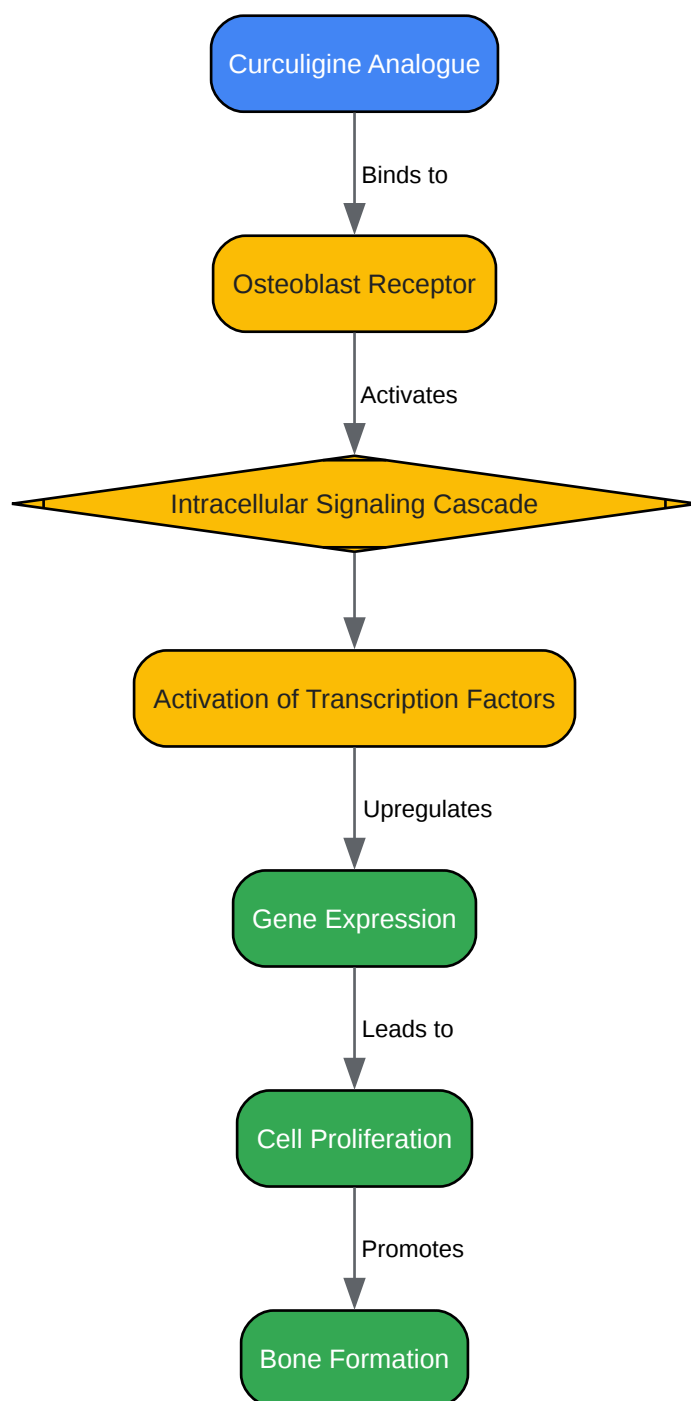 Curculigine Analogue
Binds to
Osteoblast Receptor
Activates
Intracellular Signaling Cascade
Activation of Transcription Factors
Upregulates
Gene Expression
Leads to
Cell Proliferation
Promotes
Bone Formation